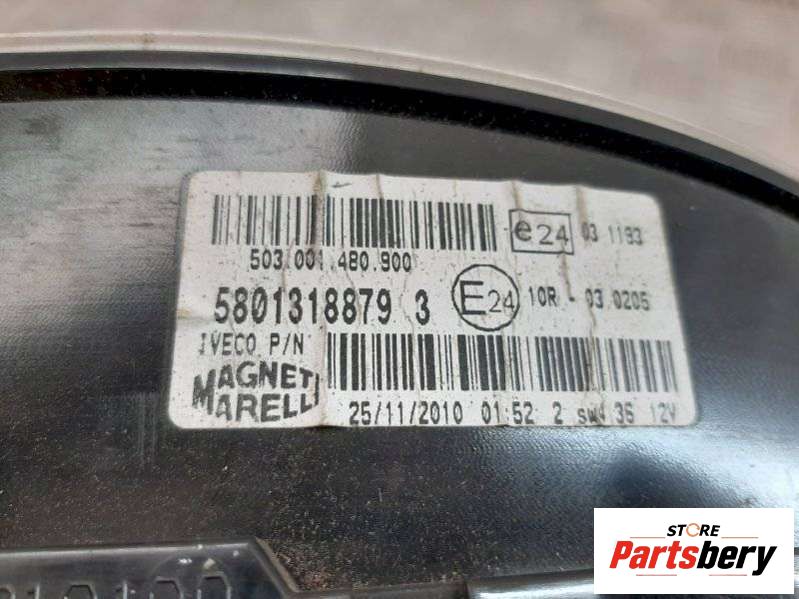 e24 03 1193
503.001.480.900
5801318879 3 E24 10R - 03.0205
IVECO P/N
MAGNETI
MARELLI
25/11/2010 01:52 2 sw4.36 12V
STORE
Partsbery